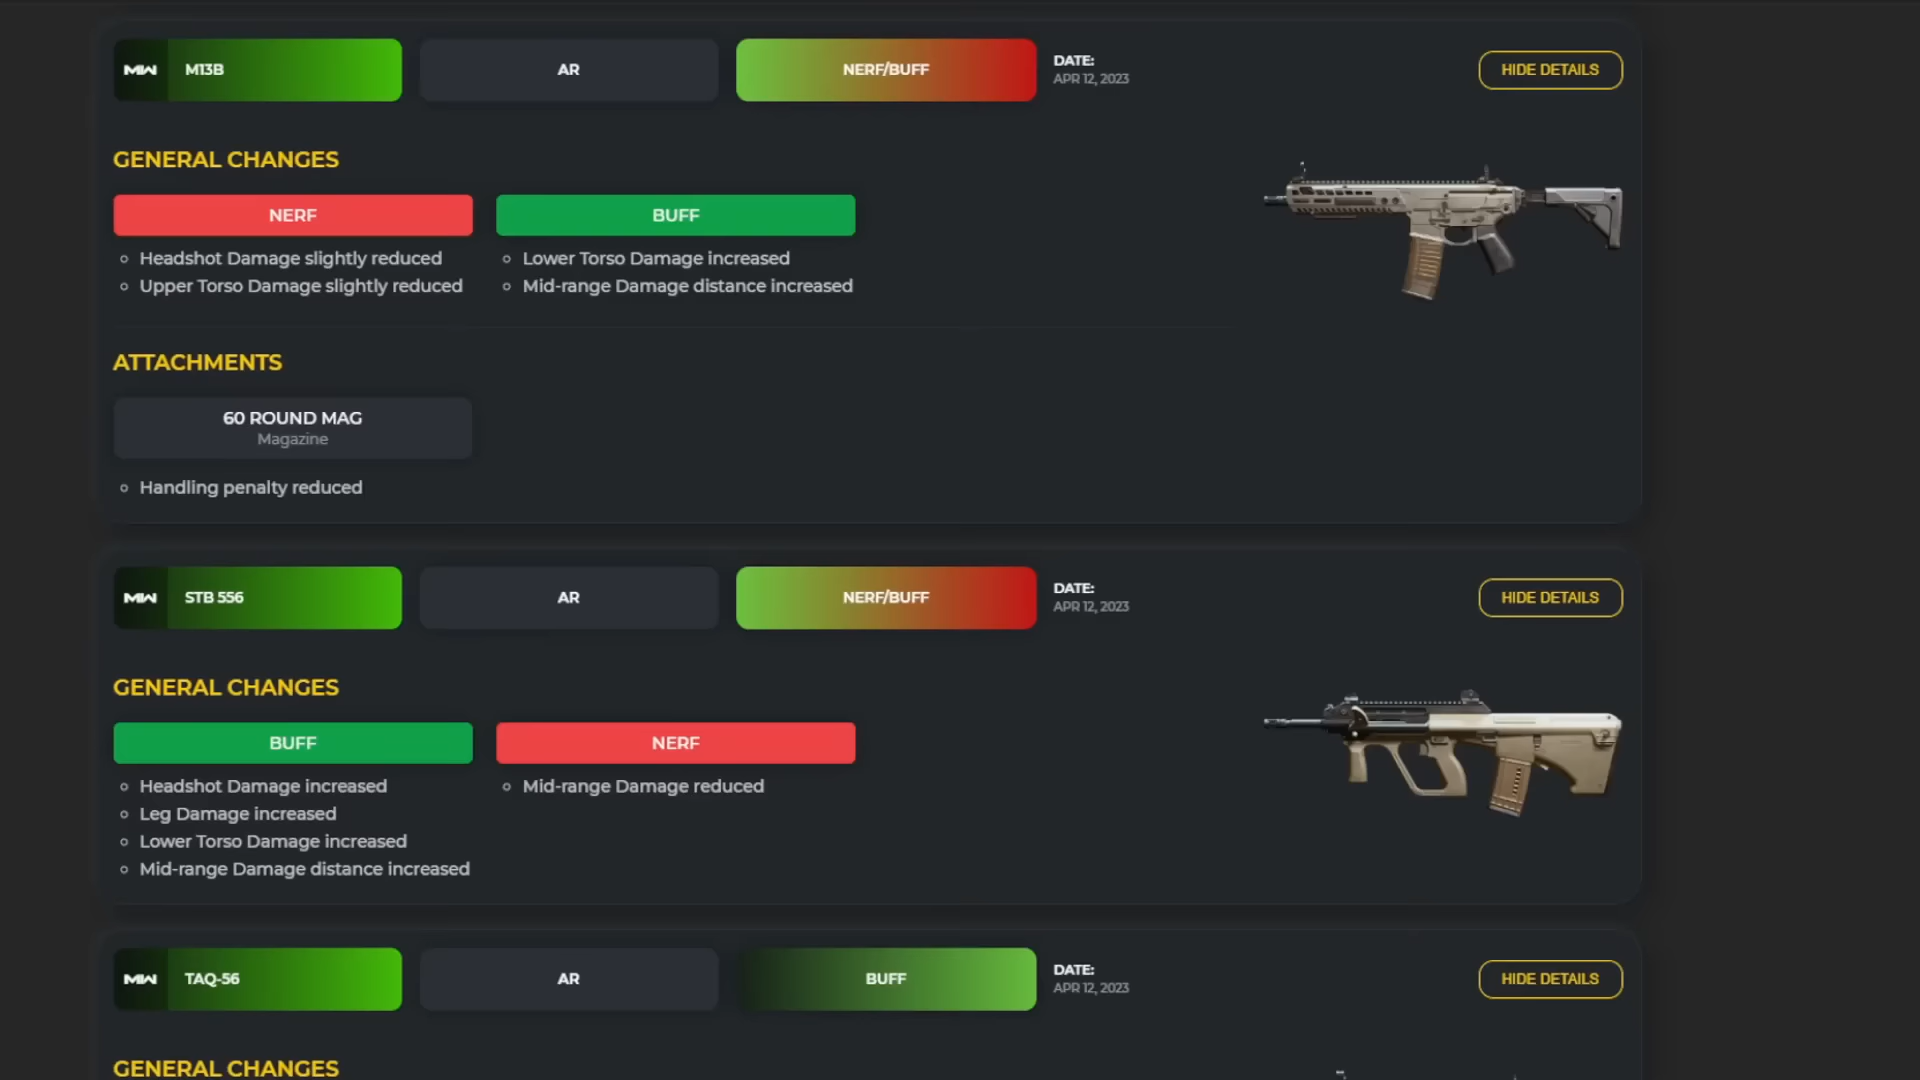 MW M13B AR NERF/BUFF DATE: HIDE DETAILS
APR 12, 2023
GENERAL CHANGES
NERF BUFF
Headshot Damage slightly reduced Lower Torso Damage increased
Upper Torso Damage slightly reduced Mid-range Damage distance increased
ATTACHMENTS
60 ROUND MAG
Magazine
Handling penalty reduced
MW STB 556 AR NERF/BUFF DATE: HIDE DETAILS
APR 12, 2023
GENERAL CHANGES
BUFF NERF
Headshot Damage increased Mid-range Damage reduced
Leg Damage increased
Lower Torso Damage increased
Mid-range Damage distance increased
MW TAQ-56 AR BUFF DATE: HIDE DETAILS
APR 12, 2023
GENERAL CHANGES